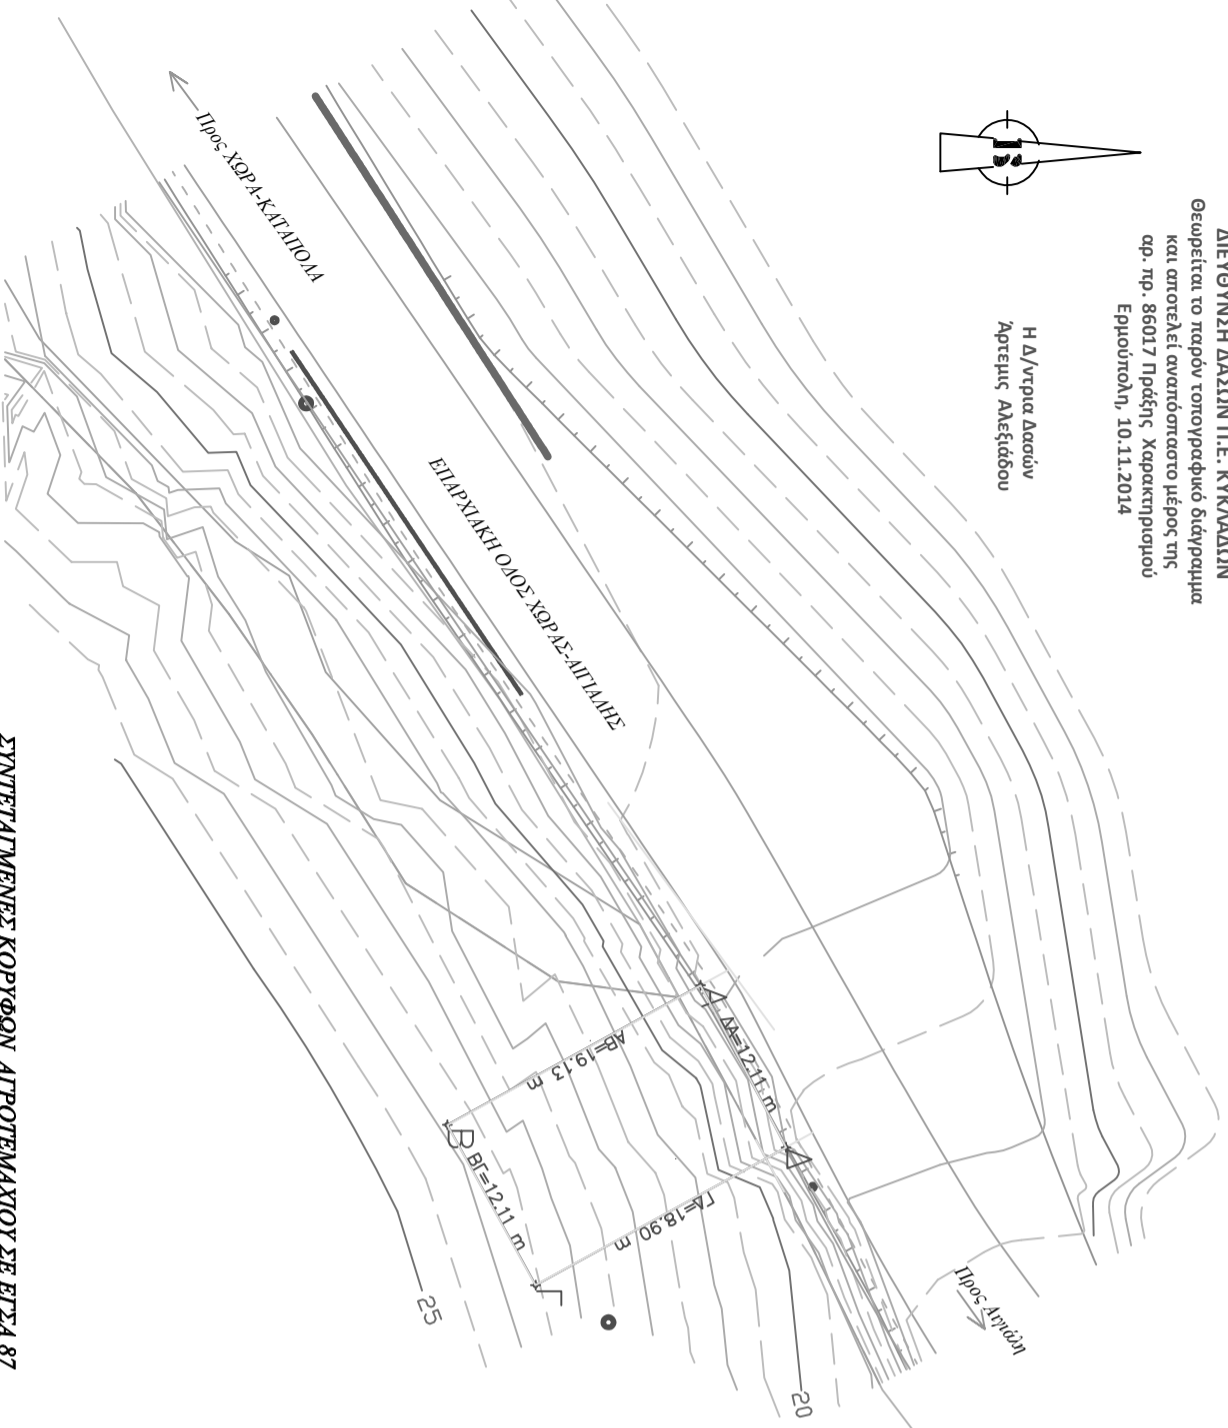 ΔΙΕΥΘΥΝΣΗ ΔΑΣΩΝ Π.Ε. ΚΥΚΛΑΔΩΝ
Θεωρείται το παρόν τοπογραφικό διάγραμμα
και αποτελεί αναπόσπαστο μέρος της
αρ. πρ. 86017 Πράξης Χαρακτηρισμού
Ερμούπολη, 10.11.2014
Η Δ/ντρια Δασών
Άρτεμις Αλεξιάδου
Προς ΧΩΡΑ-ΚΑΤΑΠΟΛΑ
ΕΠΑΡΧΙΑΚΗ ΟΔΟΣ ΧΩΡΑΣ-ΑΙΓΙΑΛΗΣ
Προς Αιγιάλη
Α
ΔΑ=12.11 m
Δ
ΑΒ=19.13 m
ΓΔ=18.90 m
Β
ΒΓ=12.11 m
Γ
25
20
ΣΥΝΤΕΤΑΓΜΕΝΕΣ ΚΟΡΥΦΩΝ ΑΓΡΟΤΕΜΑΧΙΟΥ ΣΕ ΕΓΣΑ 87